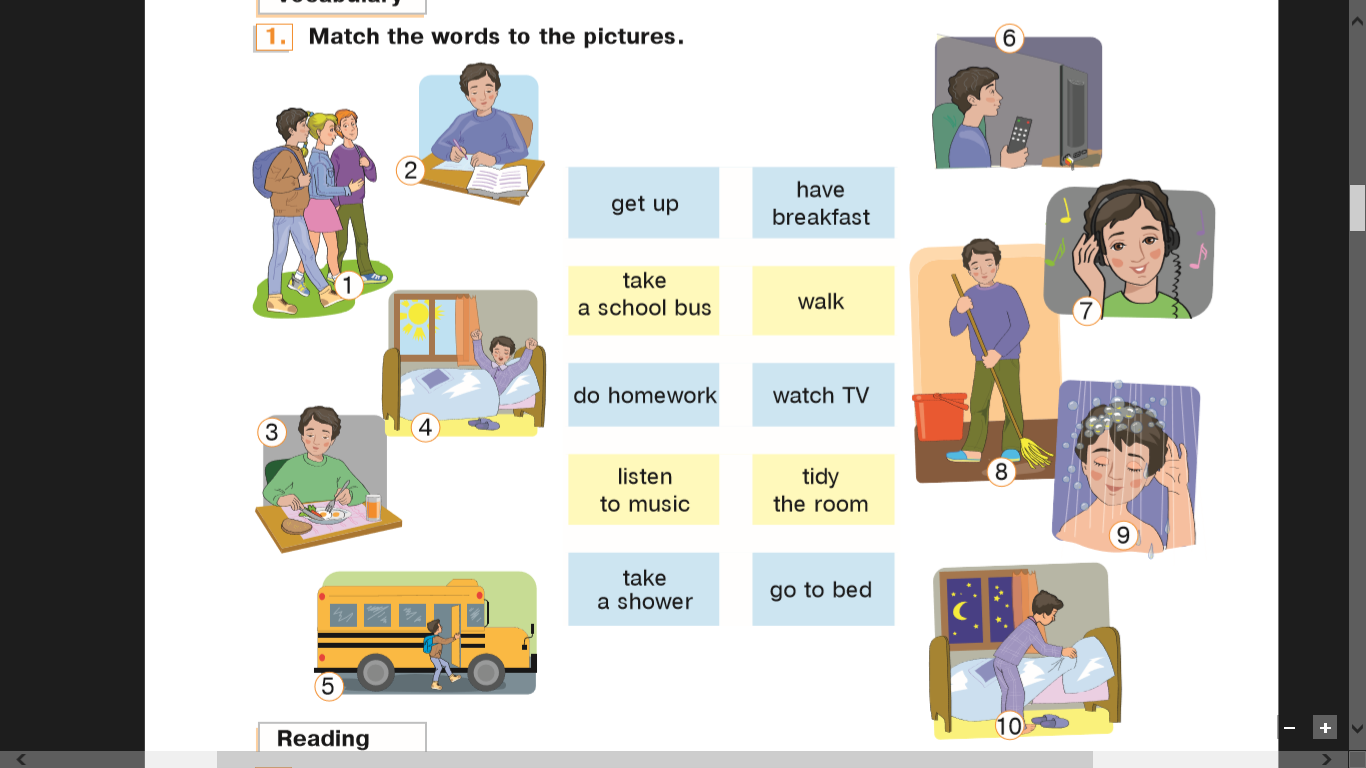 Vocabulary
1. Match the words to the pictures.
6
2
get up
have
breakfast
take
a school bus
walk
1
7
do homework
watch TV
3
4
listen
to music
tidy
the room
8
9
take
a shower
go to bed
5
10
Reading